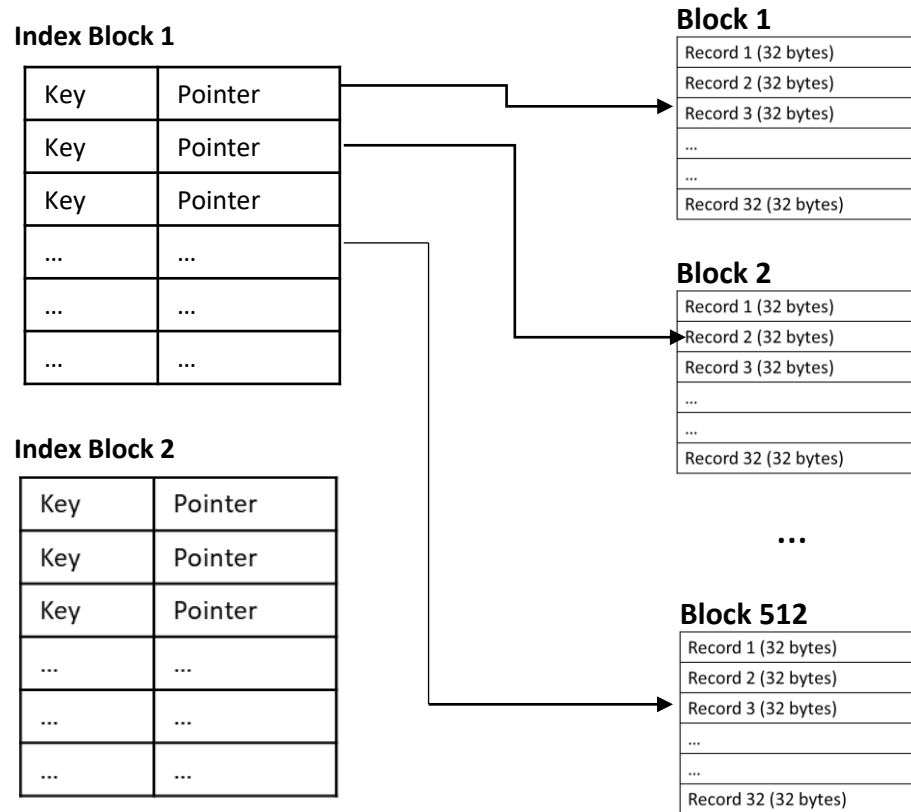 Index Block 1
Key Pointer
Key Pointer
Key Pointer
... ...
... ...
... ...
Index Block 2
Key Pointer
Key Pointer
Key Pointer
... ...
... ...
... ...
Block 1
Record 1 (32 bytes)
Record 2 (32 bytes)
Record 3 (32 bytes)
...
...
Record 32 (32 bytes)
Block 2
Record 1 (32 bytes)
Record 2 (32 bytes)
Record 3 (32 bytes)
...
...
Record 32 (32 bytes)
...
Block 512
Record 1 (32 bytes)
Record 2 (32 bytes)
Record 3 (32 bytes)
...
...
Record 32 (32 bytes)